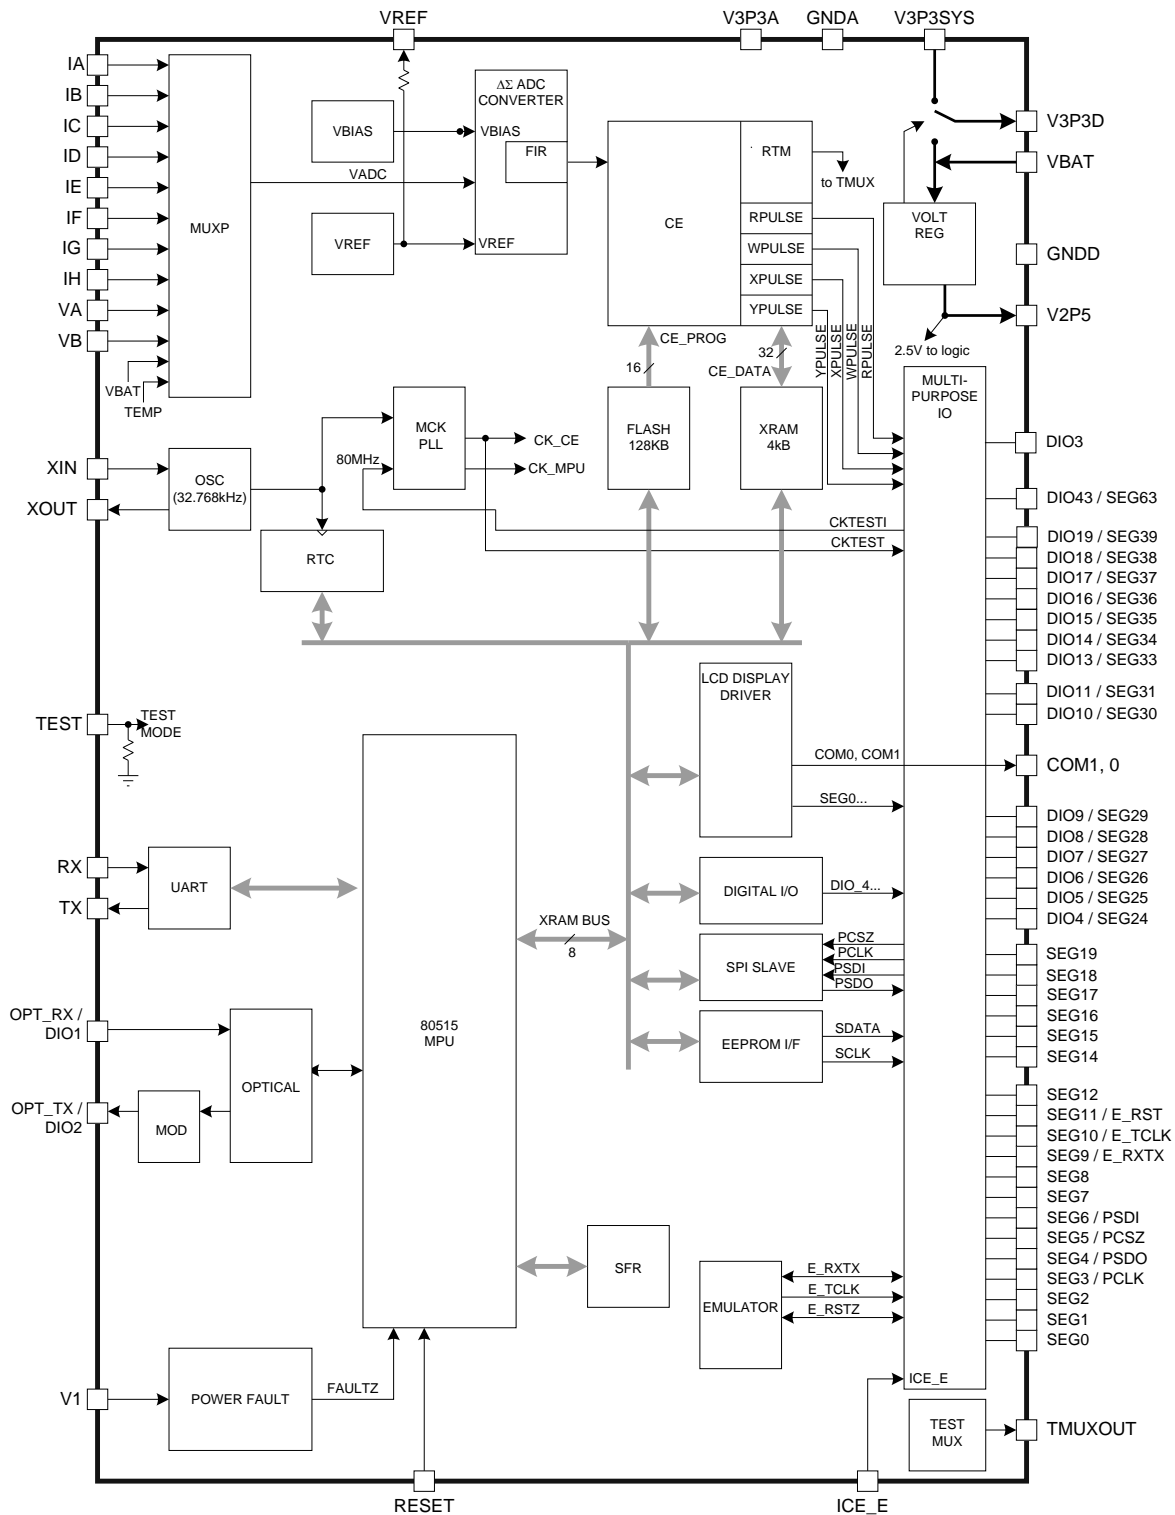 VREF
V3P3A
GNDA
V3P3SYS
IA
IB
IC
ID
IE
IF
IG
IH
VA
VB
VBAT
TEMP
MUXP
VBIAS
VREF
VADC
ΔΣ ADC
CONVERTER
VBIAS
FIR
VREF
CE
RTM
to TMUX
RPULSE
WPULSE
XPULSE
YPULSE
YPULSE
XPULSE
WPULSE
RPULSE
VOLT
REG
2.5V to logic
V3P3D
VBAT
GNDD
V2P5
CE_PROG
16
32
CE_DATA
FLASH
128KB
XRAM
4kB
MCK
PLL
80MHz
CK_CE
CK_MPU
XIN
XOUT
OSC
(32.768kHz)
RTC
CKTESTI
CKTEST
MULTI-
PURPOSE
IO
DIO3
DIO43 / SEG63
DIO19 / SEG39
DIO18 / SEG38
DIO17 / SEG37
DIO16 / SEG36
DIO15 / SEG35
DIO14 / SEG34
DIO13 / SEG33
DIO11 / SEG31
DIO10 / SEG30
TEST
TEST
MODE
LCD DISPLAY
DRIVER
COM0, COM1
COM1, 0
SEG0...
DIO9 / SEG29
DIO8 / SEG28
DIO7 / SEG27
DIO6 / SEG26
DIO5 / SEG25
DIO4 / SEG24
RX
TX
UART
DIGITAL I/O
DIO_4...
XRAM BUS
8
SPI SLAVE
PCSZ
PCLK
PSDI
PSDO
SEG19
SEG18
SEG17
SEG16
SEG15
SEG14
OPT_RX /
DIO1
OPTICAL
80515
MPU
EEPROM I/F
SDATA
SCLK
OPT_TX /
DIO2
MOD
SEG12
SEG11 / E_RST
SEG10 / E_TCLK
SEG9 / E_RXTX
SEG8
SEG7
SEG6 / PSDI
SEG5 / PCSZ
SEG4 / PSDO
SEG3 / PCLK
SEG2
SEG1
SEG0
SFR
EMULATOR
E_RXTX
E_TCLK
E_RSTZ
V1
POWER FAULT
FAULTZ
ICE_E
TEST
MUX
TMUXOUT
RESET
ICE_E